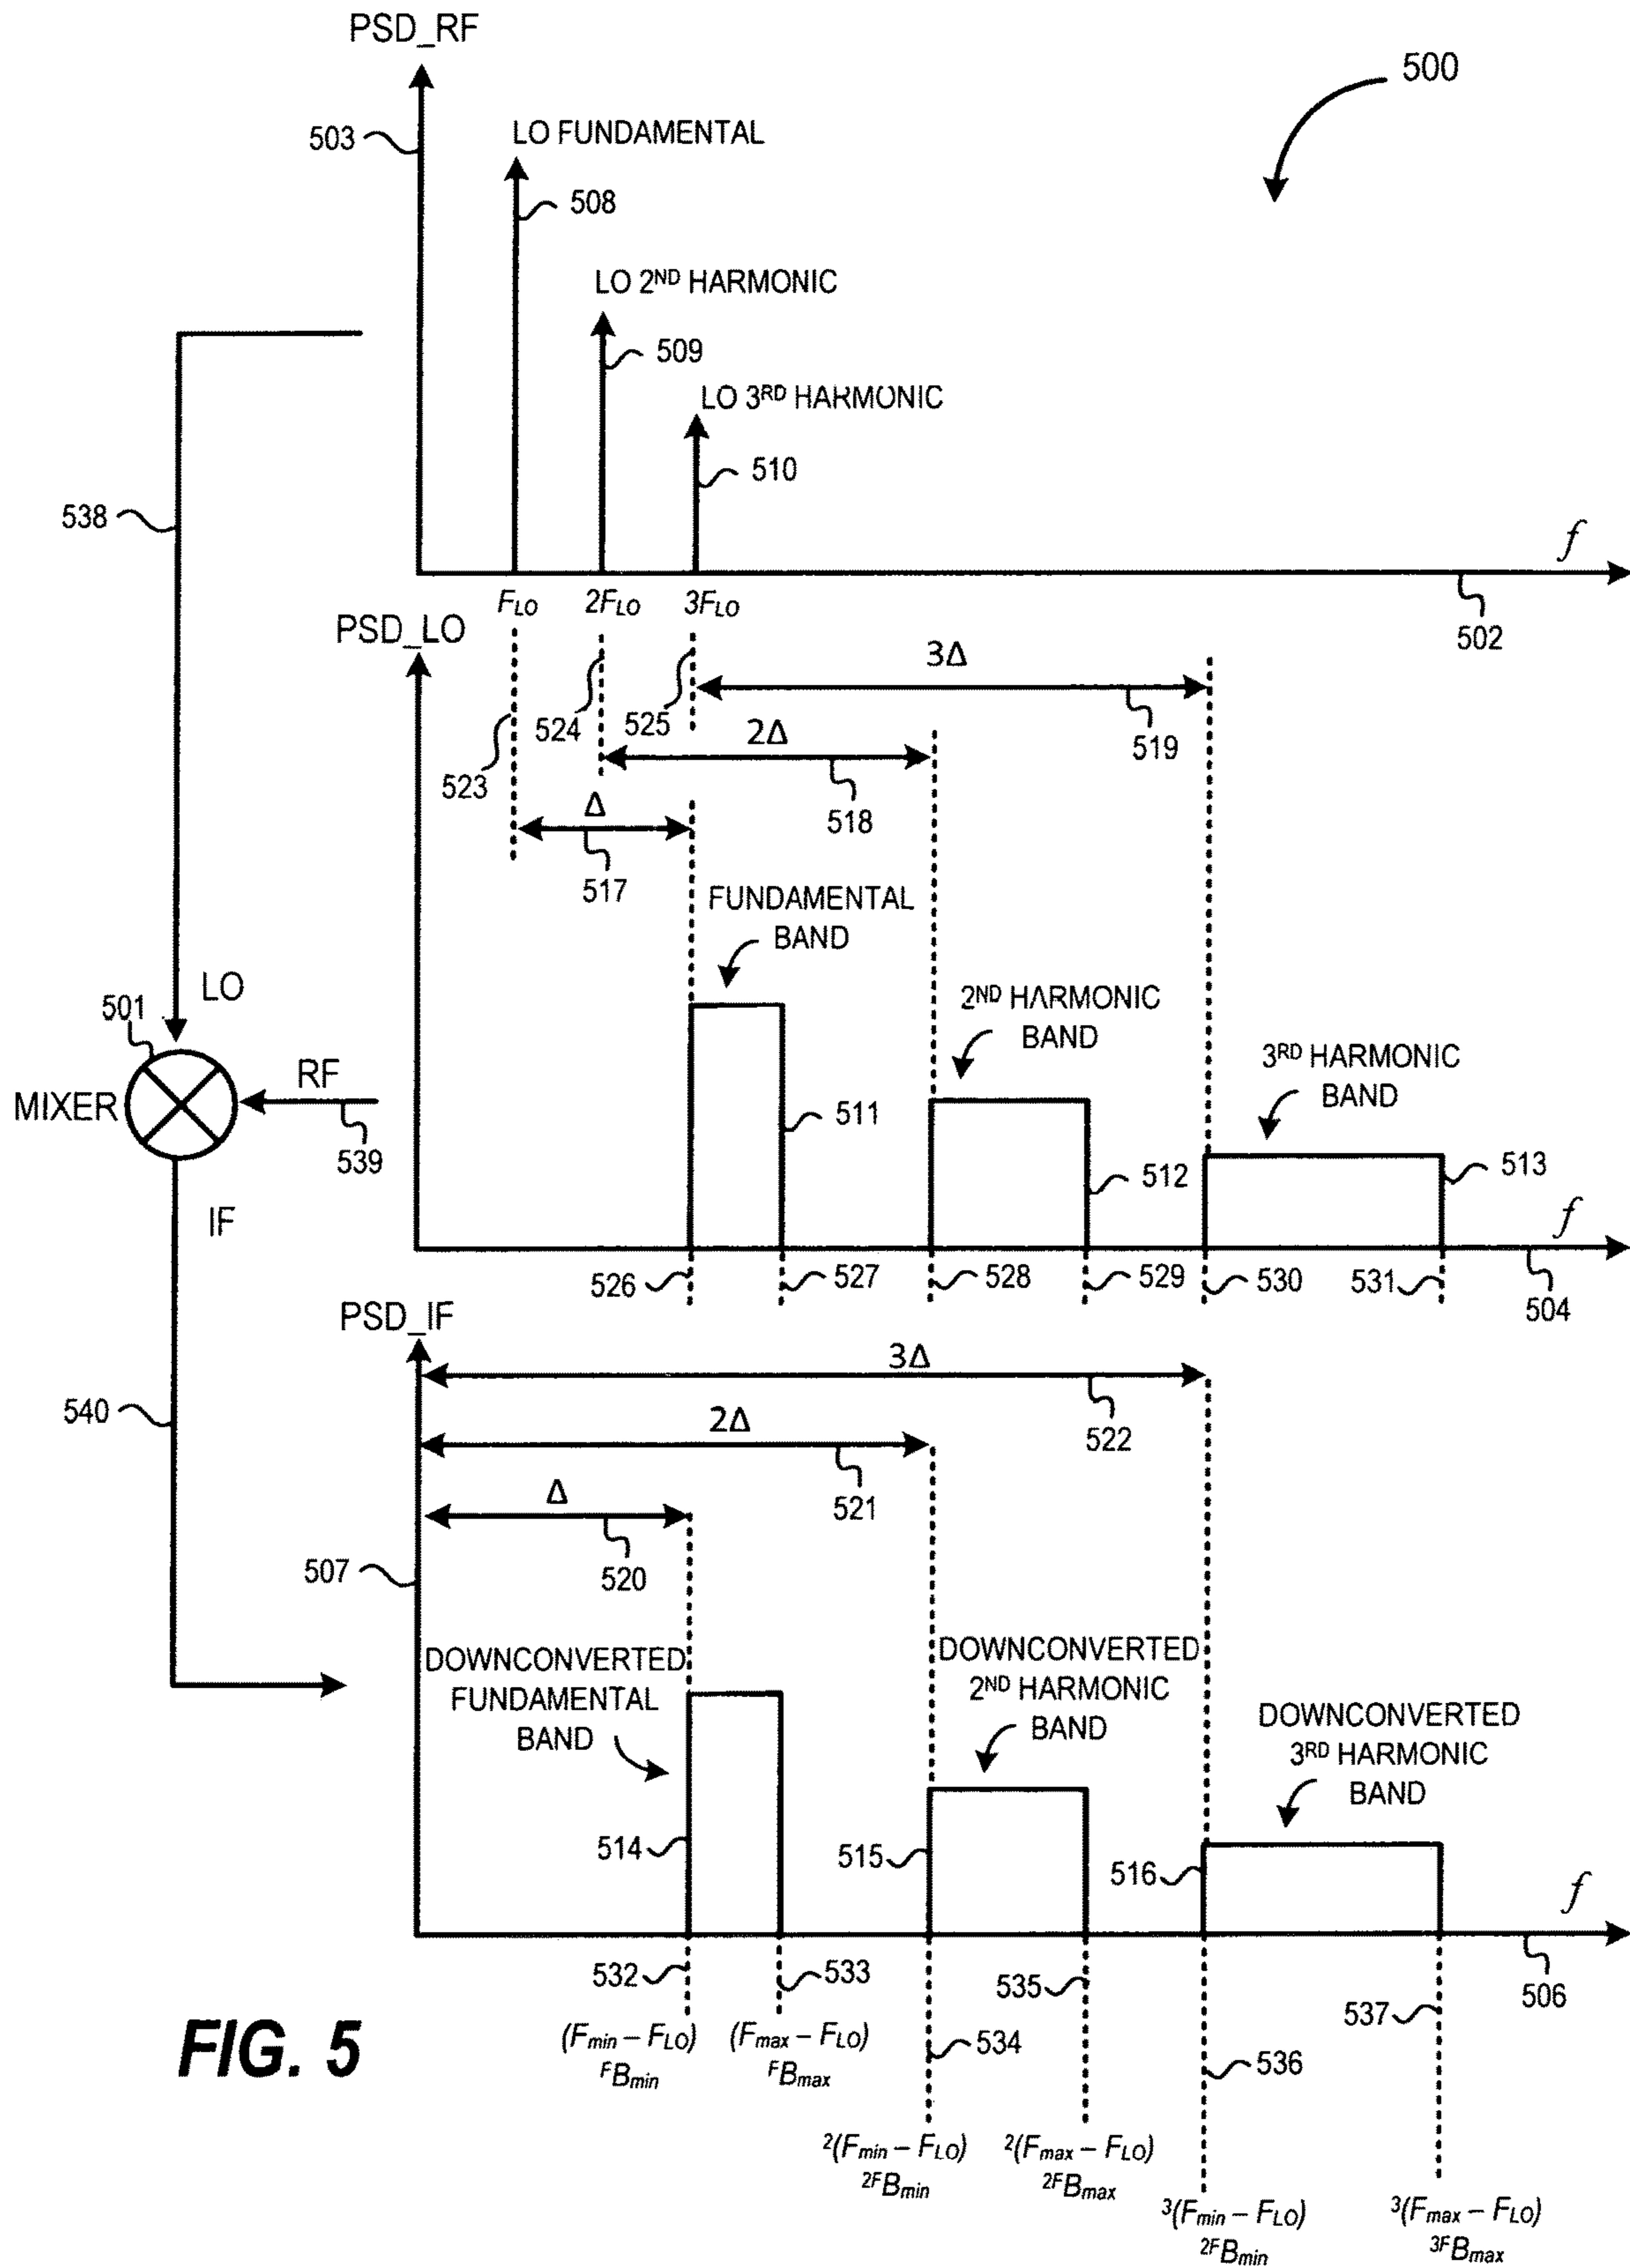 PSD_RF
500
503
LO FUNDAMENTAL
508
LO 2ND HARMONIC
509
LO 3RD HARMONIC
510
538
f
FLO 2FLO 3FLO
502
PSD_LO
3Δ
524
525
519
2Δ
523
518
Δ
517
FUNDAMENTAL
BAND
LO
2ND HARMONIC
BAND
501
3RD HARMONIC
BAND
RF
MIXER
511
539
512
513
IF
f
526
527
528
529
530
531
504
PSD_IF
3Δ
540
2Δ
522
Δ
521
507
520
DOWNCONVERTED
FUNDAMENTAL
BAND
DOWNCONVERTED
2ND HARMONIC
BAND
DOWNCONVERTED
3RD HARMONIC
BAND
514
515
516
f
532
533
535
506
537
534
536
(Fmin – FLO)
FBmin
(Fmax – FLO)
FBmax
2(Fmin – FLO)
2FBmin
2(Fmax – FLO)
2FBmax
3(Fmin – FLO)
2FBmin
3(Fmax – FLO)
3FBmax
FIG. 5